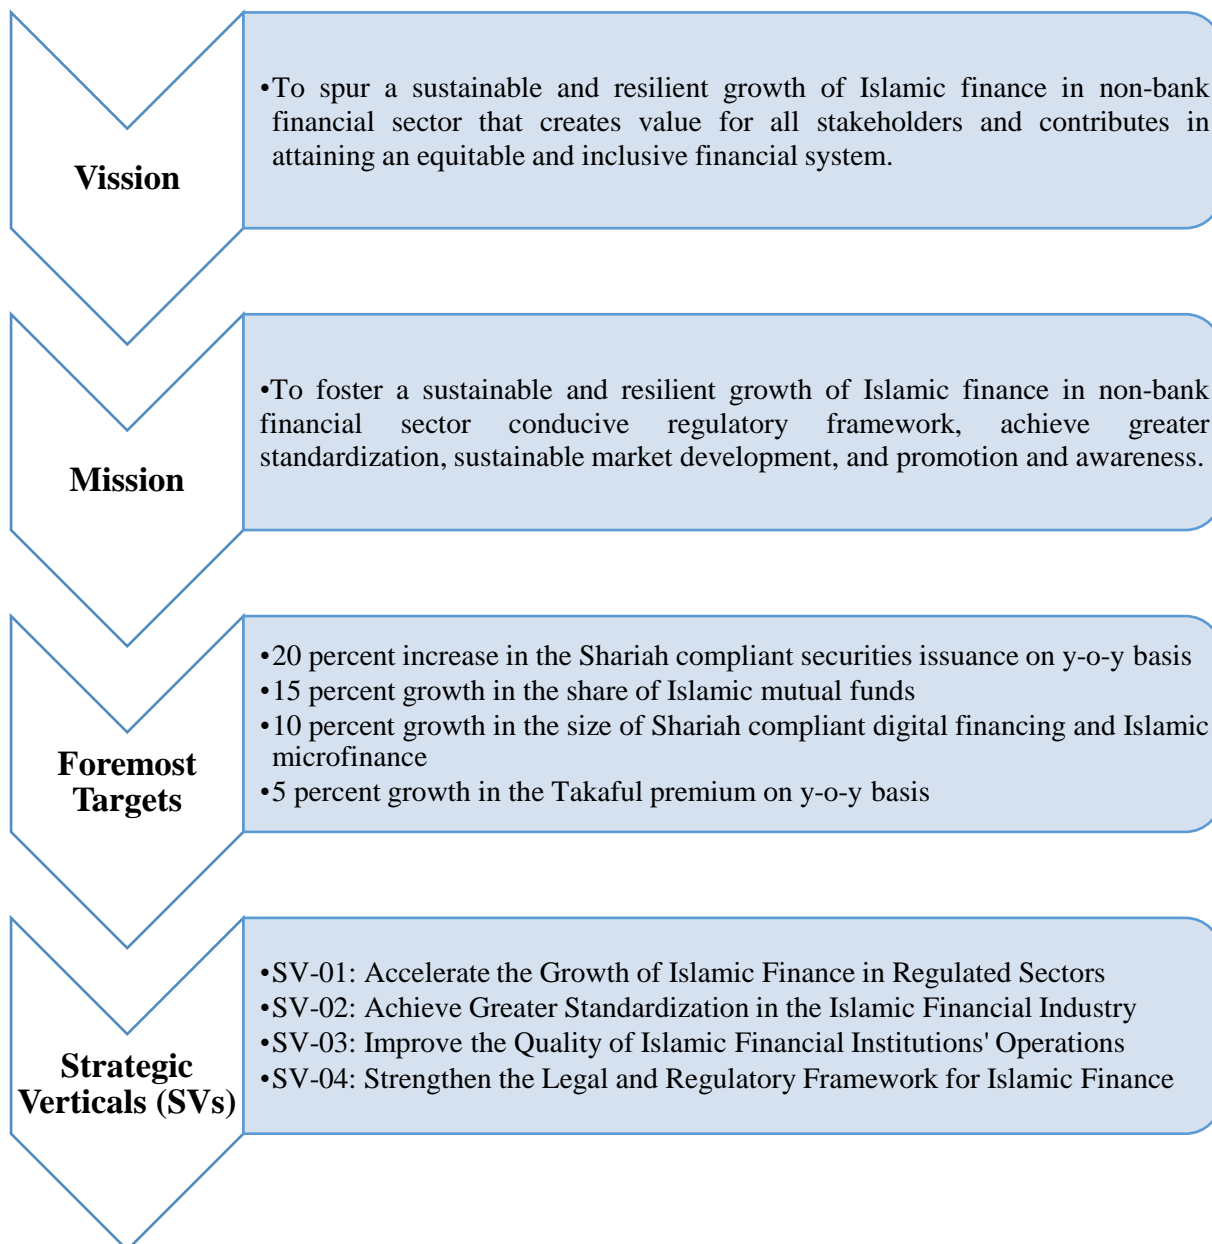 Vission
•To spur a sustainable and resilient growth of Islamic finance in non-bank
financial sector that creates value for all stakeholders and contributes in
attaining an equitable and inclusive financial system.
Mission
•To foster a sustainable and resilient growth of Islamic finance in non-bank
financial sector conducive regulatory framework, achieve greater
standardization, sustainable market development, and promotion and awareness.
Foremost
Targets
•20 percent increase in the Shariah compliant securities issuance on y-o-y basis
•15 percent growth in the share of Islamic mutual funds
•10 percent growth in the size of Shariah compliant digital financing and Islamic
microfinance
•5 percent growth in the Takaful premium on y-o-y basis
Strategic
Verticals (SVs)
•SV-01: Accelerate the Growth of Islamic Finance in Regulated Sectors
•SV-02: Achieve Greater Standardization in the Islamic Financial Industry
•SV-03: Improve the Quality of Islamic Financial Institutions' Operations
•SV-04: Strengthen the Legal and Regulatory Framework for Islamic Finance